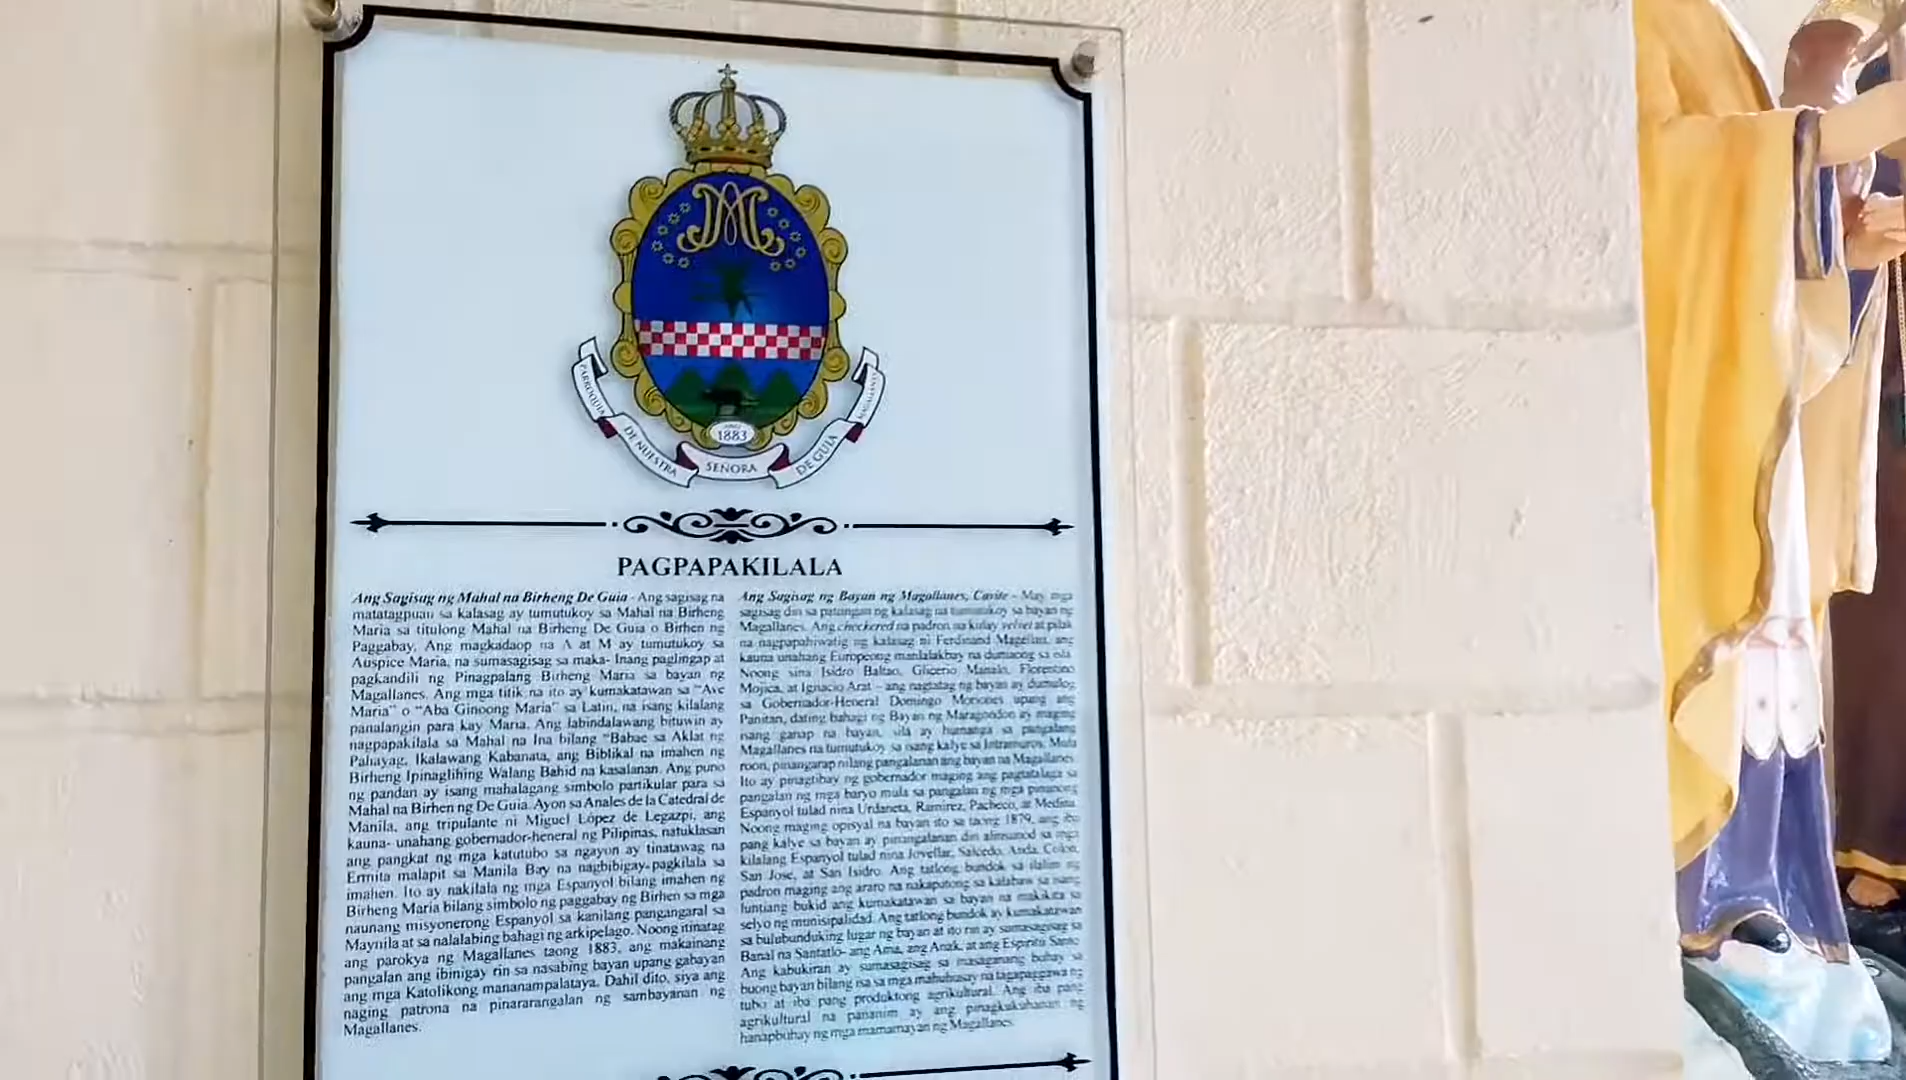 PARROQUIA
DE NUESTRA
SEÑORA
DE GUIA
MAGALLANES
1883
PAGPAPAKILALA
Ang Sagisag ng Mahal na Birheng De Guia - Ang sagisag na
matatagpuan sa kalasag ay tumutukoy sa Mahal na Birheng
Maria sa titulong Mahal na Birheng De Guia o Birhen ng
Paggabay. Ang magkadaop na A at M ay tumutukoy sa
Auspice Maria, na sumasagisag sa maka- Inang paglingap at
pagkandili ng Pinagpalang Birheng Maria sa bayan ng
Magallanes. Ang mga titik na ito ay kumakatawan sa “Ave
Maria” o “Aba Ginoong Maria” sa Latin, na isang kilalang
panalangin para kay Maria. Ang labindalawang bituwin ay
nagpapakilala sa Mahal na Ina bilang “Babae sa Aklat ng
Pahayag, Ikalawang Kabanata, ang Biblikal na imahen ng
Birheng Ipinaglihing Walang Bahid na kasalanan. Ang puno
ng pandan ay isang mahalagang simbolo partikular para sa
Mahal na Birhen ng De Guia. Ayon sa Anales de la Catedral de
Manila, ang tripulante ni Miguel López de Legazpi, ang
kauna- unahang gobernador-heneral ng Pilipinas, natuklasan
ang pangkat ng mga katutubo sa ngayon ay tinatawag na
Ermita malapit sa Manila Bay na nagbibigay-pagkilala sa
imahen. Ito ay nakilala ng mga Espanyol bilang imahen ng
Birheng Maria bilang simbolo ng paggabay ng Birhen sa mga
naunang misyonerong Espanyol sa kanilang pangangaral sa
Maynila at sa nalalabing bahagi ng arkipelago. Noong itinatag
ang parokya ng Magallanes taong 1883, ang makainang
pangalan ang ibinigay rin sa nasabing bayan upang gabayan
ang mga Katolikong mananampalataya. Dahil dito, siya ang
naging patrona na pinararangalan ng sambayanan ng
Magallanes.
Ang Sagisag ng Bayan ng Magallanes, Cavite - May mga
sagisag din sa patungan ng kalasag na tumutukoy sa bayan ng
Magallanes. Ang checkered na padron na kulay velvet at pilak
na nagpapahiwatig ng kalasag ni Ferdinand Magellan, ang
kauna unahang Europeong manlalakbay na dumaong sa isla.
Noong sina Isidro Baltao, Glicerio Manalo, Florentino
Mojica, at Ignacio Arat - ang nagtatag ng bayan ay dumulog
sa Gobernador-Heneral Domingo Moriones upang ang
Panitan, dating bahagi ng Bayan ng Maragondon ay maging
isang ganap na bayan, sila ay humanga sa pangalang
Magallanes na tumutukoy sa isang kalye sa Intramuros. Mula
roon, pinangarap nilang pangalanan ang bayan na Magallanes.
Ito ay pinagtibay ng gobernador maging ang pagtatalaga sa
pangalan ng mga baryo mula sa pangalan ng mga pinunong
Espanyol tulad nina Urdaneta, Ramirez, Pacheco, at Medina.
Noong maging opisyal na bayan ito sa taong 1879, ang iba
pang kalye sa bayan ay pinangalanan din alinsunod sa mga
kilalang Espanyol tulad nina Jovellar, Salcedo, Anda, Colon,
San Jose, at San Isidro. Ang tatlong bundok sa ilalim ng
padron maging ang araro na nakapatong sa kalabaw sa isang
luntiang bukid ang kumakatawan sa bayan na makikita sa
selyo ng munisipalidad. Ang tatlong bundok ay kumakatawan
sa bulubunduking lugar ng bayan at ito rin ay sumasagisag sa
Banal na Santatlo- ang Ama, ang Anak, at ang Espiritu Santo
Ang kabukiran ay sumasagisag sa masaganang buhay sa
buong bayan bilang isa sa mga mahuhusay na tagapaggawa ng
tubo at iba pang produktong agrikultural. Ang iba pang
agrikultural na pananim ay ang pinagkukuhanan ng
hanapbuhay ng mga mamamayan ng Magallanes.